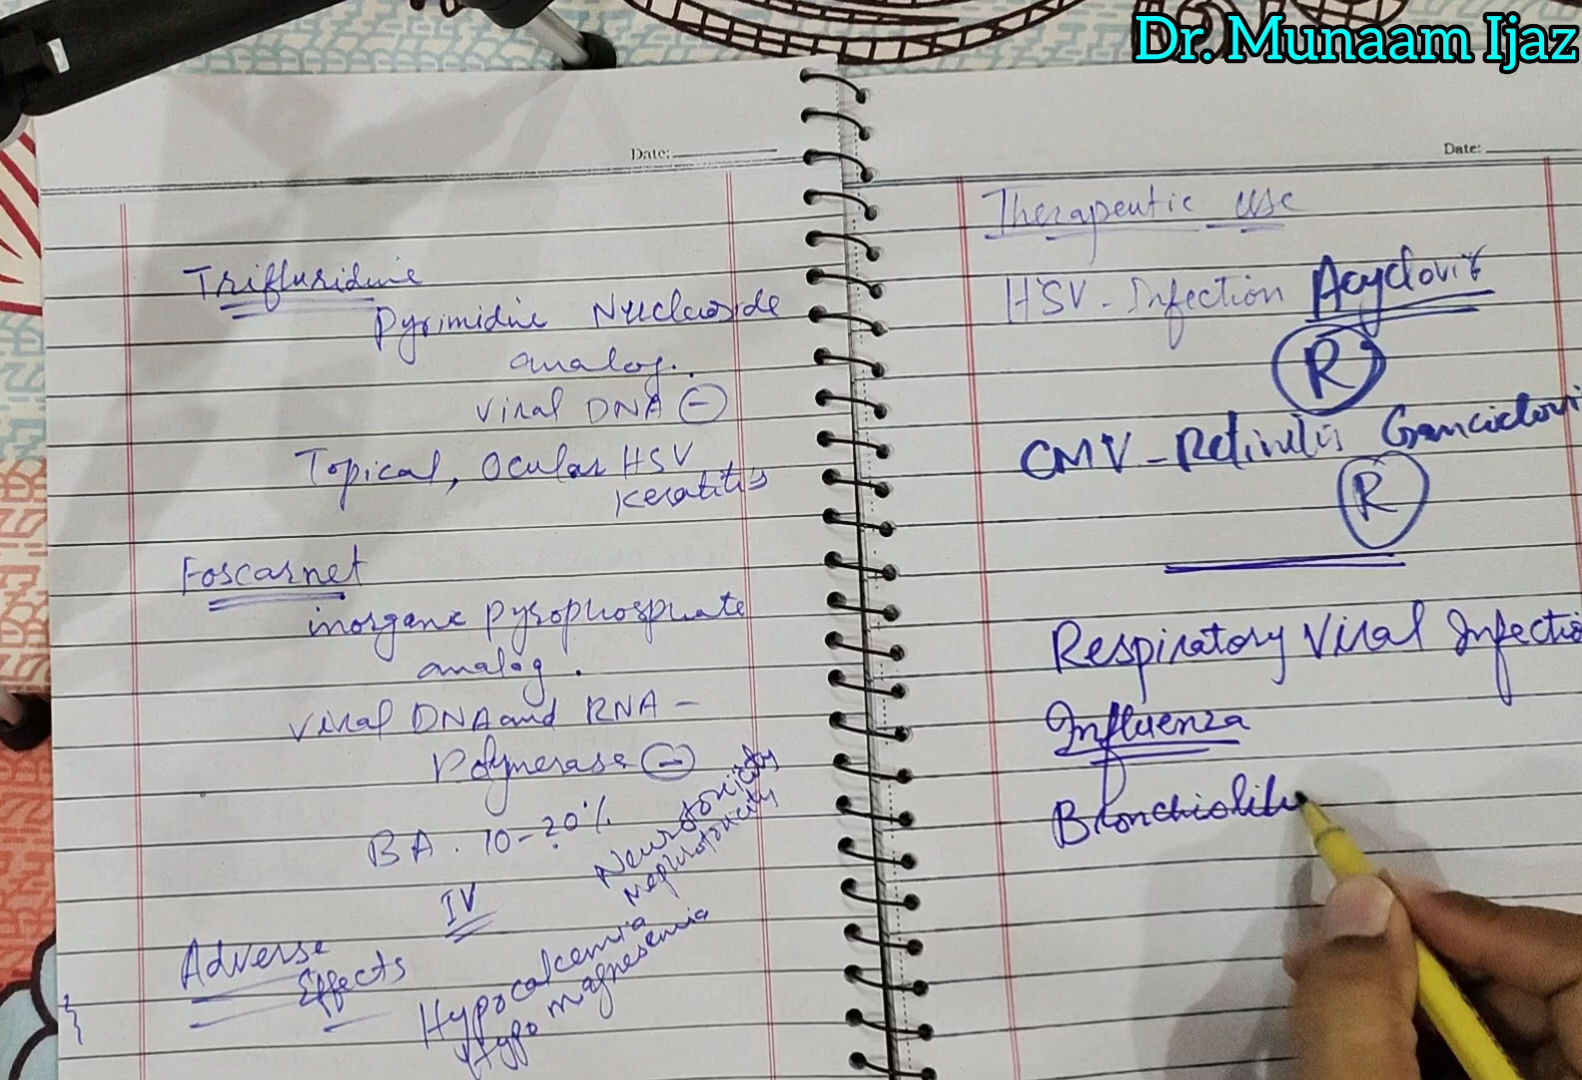 Dr. Munaam Ijaz
Date:
Trifluridine
Pyrimidine Nucleoside
analog.
Viral DNA (-)
Topical, Ocular HSV
Keratitis
Foscarnet
inorganic pyrophosphate
analog.
Viral DNA and RNA -
Polymerase (-)
BA. 10-20%
IV
Neurotoxicity
Nephrotoxicity
Adverse
Effects
Hypocalcemia
Hypomagnesemia
Date:
Therapeutic use
HSV - Infection Acyclovir
R
CMV - Retinitis Ganciclovi
R
Respiratory Viral Infectio
Influenza
Bronchiolit